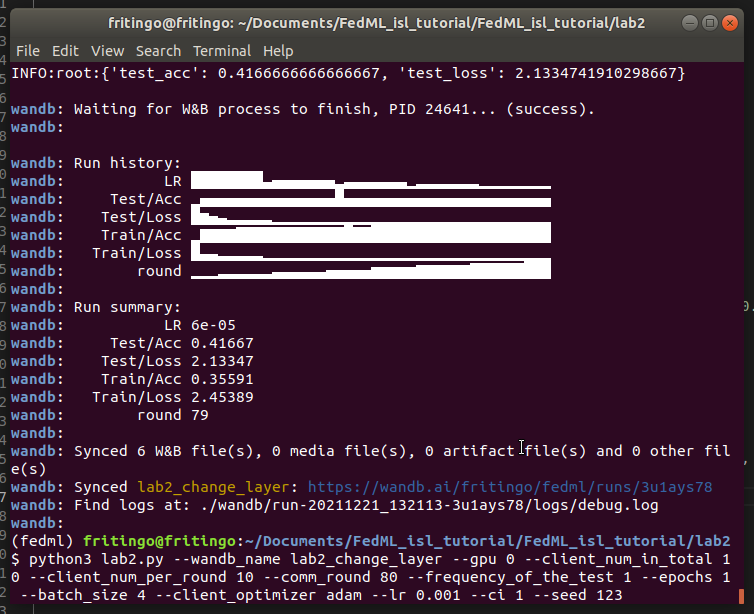 fritingo@fritingo: ~/Documents/FedML_isl_tutorial/FedML_isl_tutorial/lab2
File Edit View Search Terminal Help
INFO:root:{'test_acc': 0.4166666666666667, 'test_loss': 2.1334741910298667}
wandb: Waiting for W&B process to finish, PID 24641... (success).
wandb:
wandb: Run history:
wandb: LR
wandb: Test/Acc
wandb: Test/Loss
wandb: Train/Acc
wandb: Train/Loss
wandb: round
wandb:
wandb: Run summary:
wandb: LR 6e-05
wandb: Test/Acc 0.41667
wandb: Test/Loss 2.13347
wandb: Train/Acc 0.35591
wandb: Train/Loss 2.45389
wandb: round 79
wandb:
wandb: Synced 6 W&B file(s), 0 media file(s), 0 artifact file(s) and 0 other fil
e(s)
wandb: Synced lab2_change_layer: https://wandb.ai/fritingo/fedml/runs/3u1ays78
wandb: Find logs at: ./wandb/run-20211221_132113-3u1ays78/logs/debug.log
wandb:
(fedml) fritingo@fritingo:~/Documents/FedML_isl_tutorial/FedML_isl_tutorial/lab2
$ python3 lab2.py --wandb_name lab2_change_layer --gpu 0 --client_num_in_total 1
0 --client_num_per_round 10 --comm_round 80 --frequency_of_the_test 1 --epochs 1
--batch_size 4 --client_optimizer adam --lr 0.001 --ci 1 --seed 123